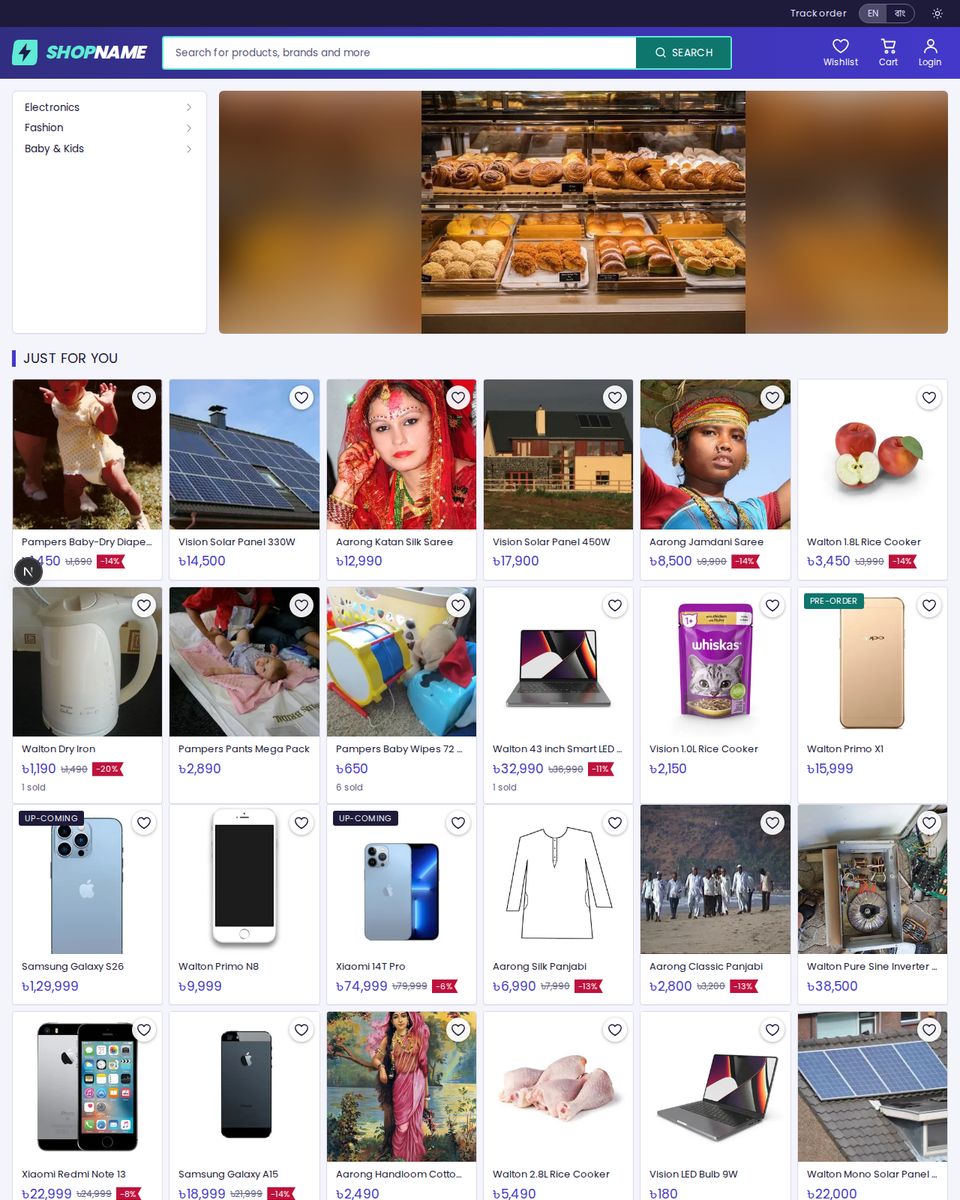 Track order EN বাং
SHOPNAME Search for products, brands and more SEARCH Wishlist Cart Login
Electronics
Fashion
Baby & Kids
JUST FOR YOU
Pampers Baby-Dry Diape... Vision Solar Panel 330W Aarong Katan Silk Saree Vision Solar Panel 450W Aarong Jamdani Saree Walton 1.8L Rice Cooker
450 ৳1,690 -14% ৳14,500 ৳12,990 ৳17,900 ৳8,500 ৳9,900 -14% ৳3,450 ৳3,990 -14%
N
PRE-ORDER
1+
whiskas
oppo
Walton Dry Iron Pampers Pants Mega Pack Pampers Baby Wipes 72 ... Walton 43 inch Smart LED ... Vision 1.0L Rice Cooker Walton Primo X1
৳1,190 ৳1,490 -20% ৳2,890 ৳650 ৳32,990 ৳36,990 -11% ৳2,150 ৳15,999
1 sold 6 sold 1 sold
UP-COMING UP-COMING
Samsung Galaxy S26 Walton Primo N8 Xiaomi 14T Pro Aarong Silk Panjabi Aarong Classic Panjabi Walton Pure Sine Inverter ...
৳1,29,999 ৳9,999 ৳74,999 ৳79,999 -6% ৳6,990 ৳7,990 -13% ৳2,800 ৳3,200 -13% ৳38,500
Xiaomi Redmi Note 13 Samsung Galaxy A15 Aarong Handloom Cotto... Walton 2.8L Rice Cooker Vision LED Bulb 9W Walton Mono Solar Panel ...
৳22,999 ৳24,999 -8% ৳18,999 ৳21,999 -14% ৳2,490 ৳5,490 ৳180 ৳22,000